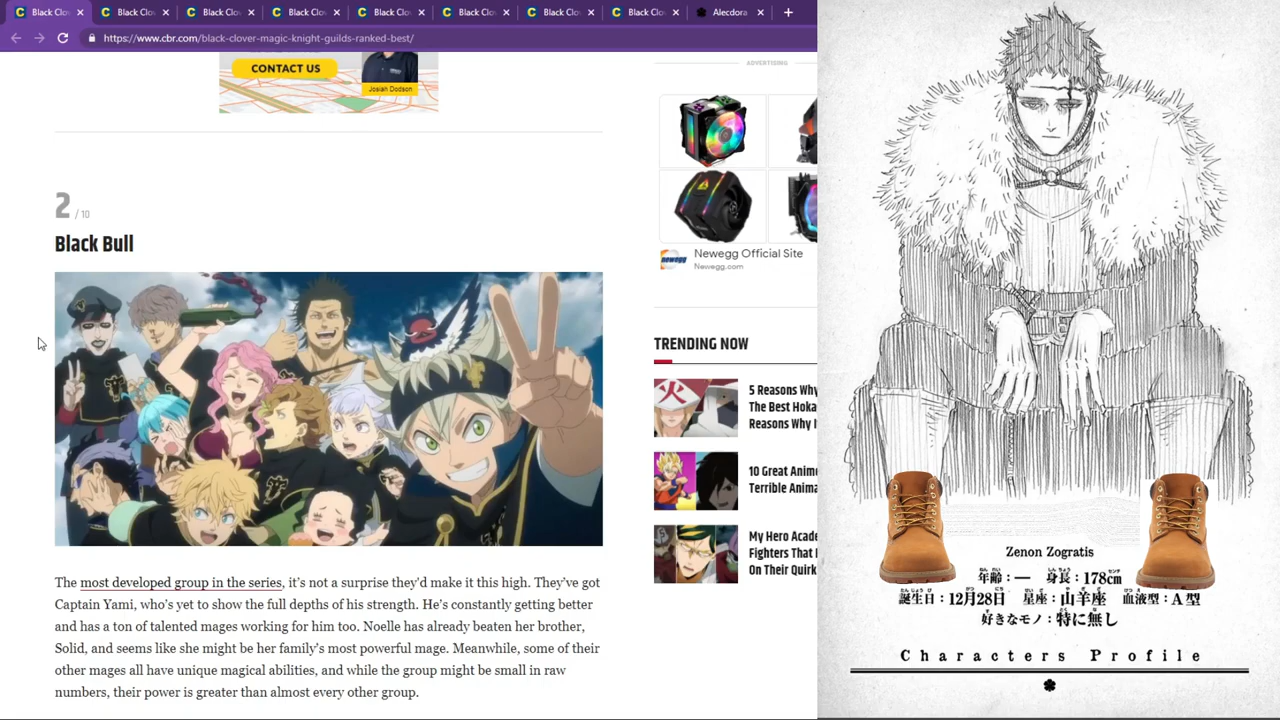 Black Clo
Black Clo
Black Clo
Black Clo
Black Clo
Black Clo
Black Clo
Black Clo
Alecdora
https://www.cbr.com/black-clover-magic-knight-guilds-ranked-best/
CONTACT US
Josiah Dodson
ADVERTISING
2 / 10
Black Bull
newegg
Newegg Official Site
Newegg.com
The most developed group in the series, it's not a surprise they'd make it this high. They've got
Captain Yami, who's yet to show the full depths of his strength. He's constantly getting better
and has a ton of talented mages working for him too. Noelle has already beaten her brother,
Solid, and seems like she might be her family's most powerful mage. Meanwhile, some of their
other mages have unique magical abilities, and while the group might be small in raw
numbers, their power is greater than almost every other group.
TRENDING NOW
火
5 Reasons Why
The Best Hoka
Reasons Why I
10 Great Anim
Terrible Anima
My Hero Acade
Fighters That
On Their Quirk
Zenon Zogratis
年齢：― 身長：178cm
誕生日：12月28日 星座：山羊座 血液型：A型
好きなモノ：特に無し
Characters Profile